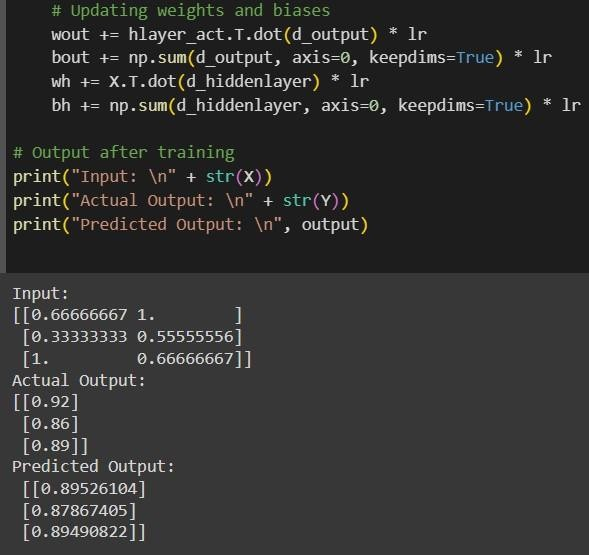 # Updating weights and biases
wout += hlayer_act.T.dot(d_output) * lr
bout += np.sum(d_output, axis=0, keepdims=True) * lr
wh += X.T.dot(d_hiddenlayer) * lr
bh += np.sum(d_hiddenlayer, axis=0, keepdims=True) * lr
# Output after training
print("Input: \n" + str(X))
print("Actual Output: \n" + str(Y))
print("Predicted Output: \n", output)
Input:
[[0.66666667 1.        ]
 [0.33333333 0.55555556]
 [1.         0.66666667]]
Actual Output:
[[0.92]
 [0.86]
 [0.89]]
Predicted Output:
 [[0.89526104]
 [0.87867405]
 [0.89490822]]